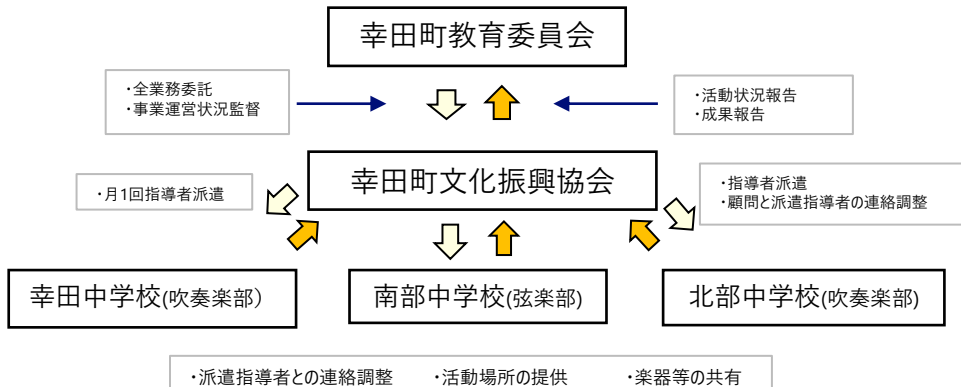 幸田町教育委員会
・全業務委託
・事業運営状況監督
・活動状況報告
・成果報告
幸田町文化振興協会
・月1回指導者派遣
・指導者派遣
・顧問と派遣指導者の連絡調整
幸田中学校(吹奏楽部)
南部中学校(弦楽部)
北部中学校(吹奏楽部)
・派遣指導者との連絡調整 ・活動場所の提供 ・楽器等の共有